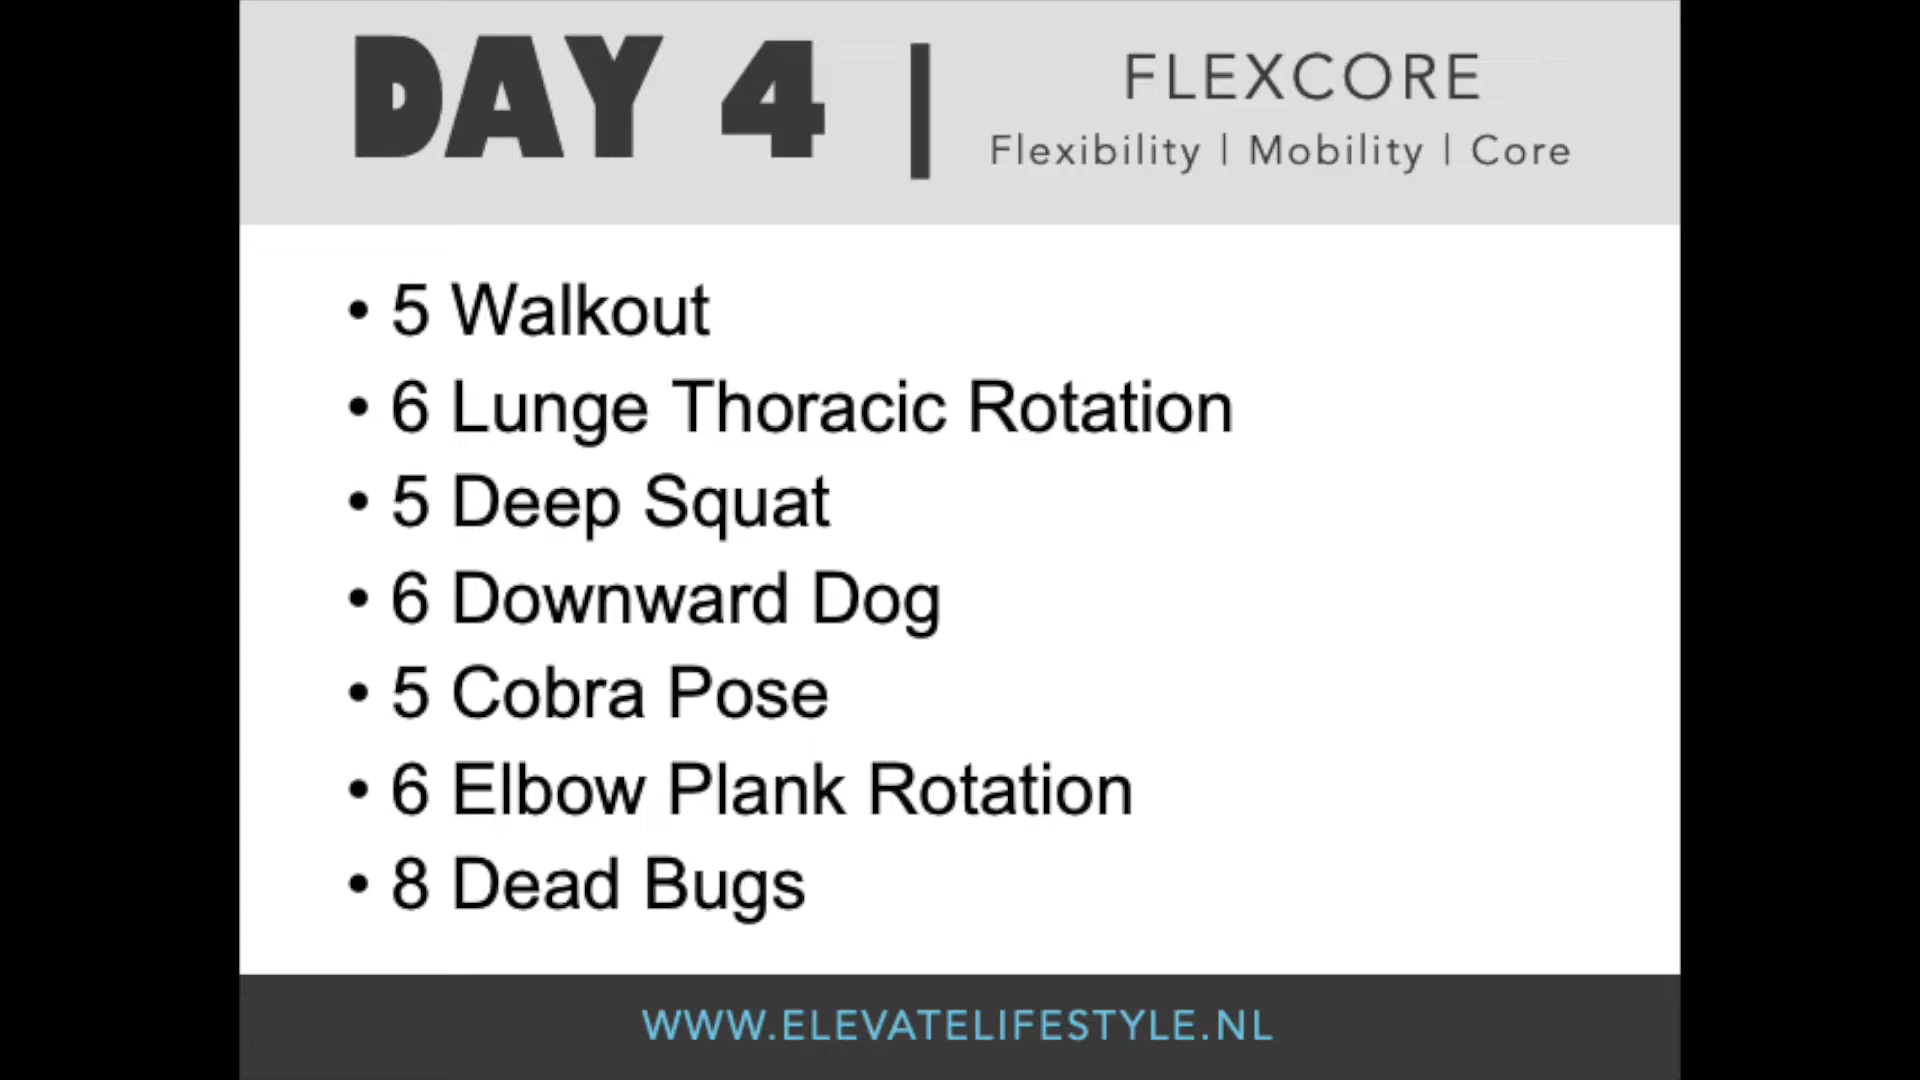 DAY 4 |
FLEXCORE
Flexibility | Mobility | Core
• 5 Walkout
• 6 Lunge Thoracic Rotation
• 5 Deep Squat
• 6 Downward Dog
• 5 Cobra Pose
• 6 Elbow Plank Rotation
• 8 Dead Bugs
WWW.ELEVATELIFESTYLE.NL